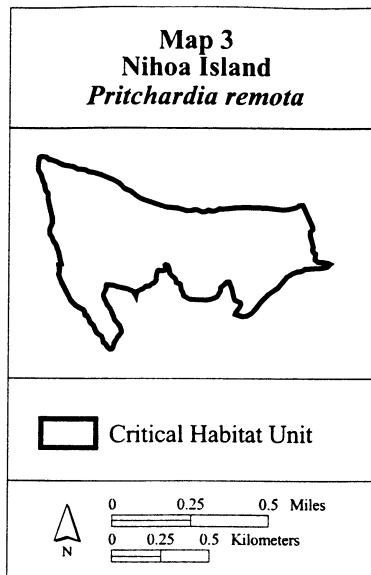 Map 3
Nihoa Island
Pritchardia remota
Critical Habitat Unit
0 0.25 0.5 Miles
0 0.25 0.5 Kilometers
N